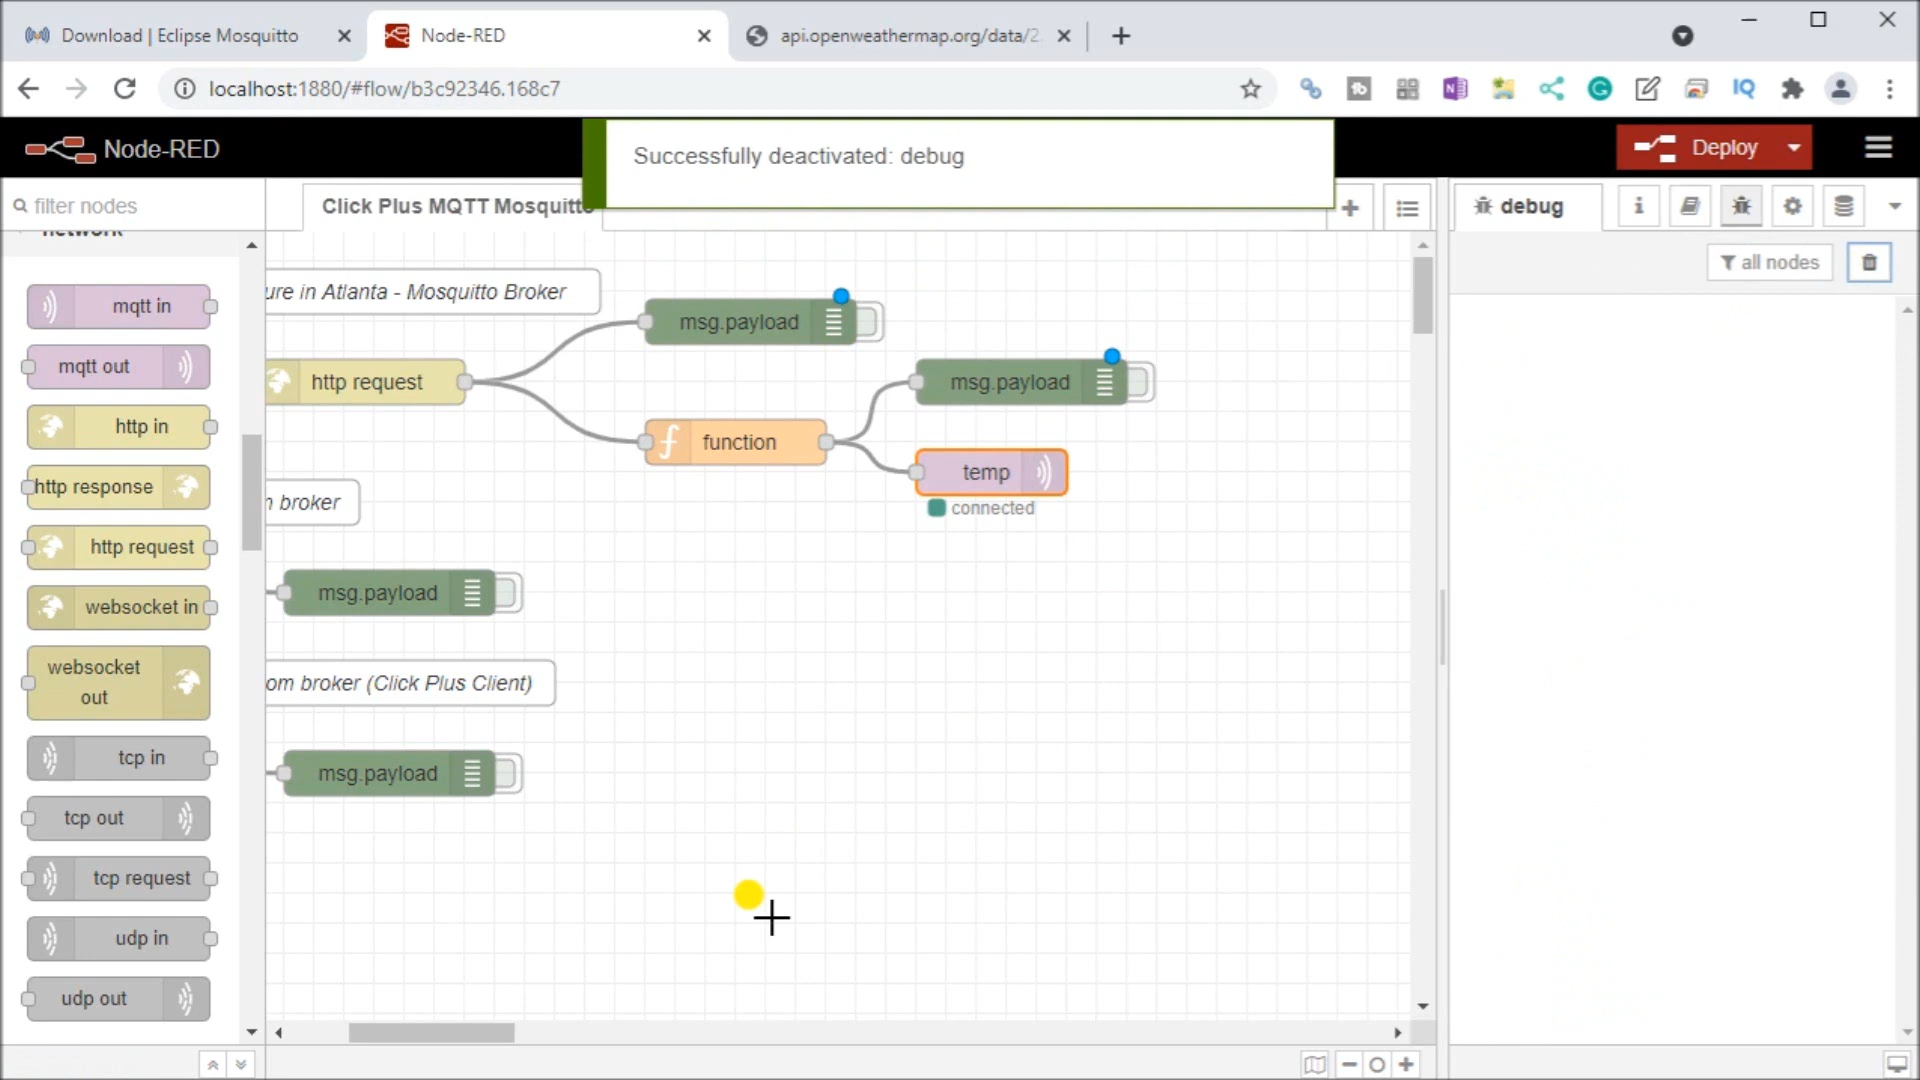 Download | Eclipse Mosquitto
Node-RED
api.openweathermap.org/data/2
localhost:1880/#flow/b3c92346.168c7
IQ
Node-RED
Successfully deactivated: debug
Deploy
filter nodes
Click Plus MQTT Mosquitto
debug
all nodes
network
mqtt in
mqtt out
http in
http response
http request
websocket in
websocket
out
tcp in
tcp out
tcp request
udp in
udp out
ure in Atlanta - Mosquitto Broker
msg.payload
http request
msg.payload
function
temp
connected
n broker
msg.payload
om broker (Click Plus Client)
msg.payload